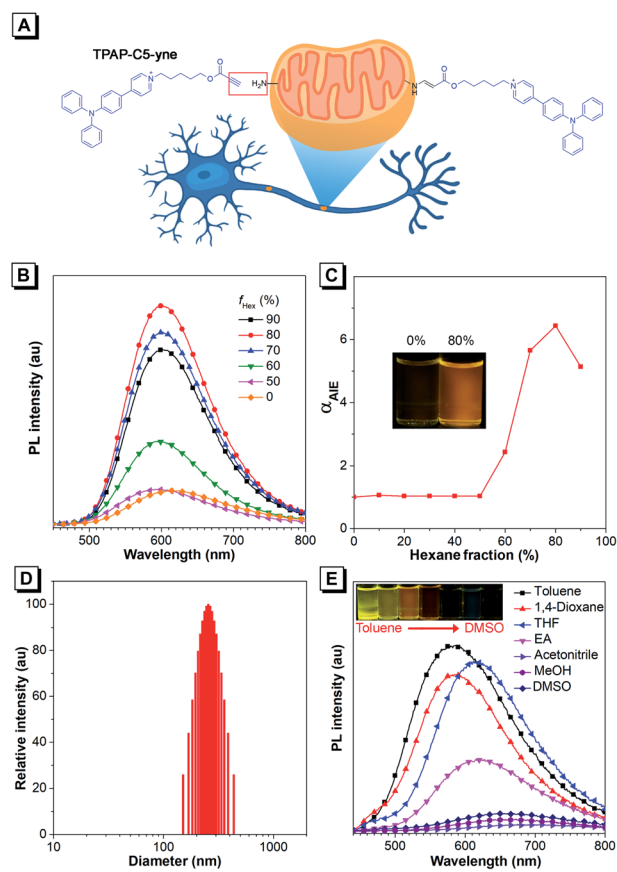 A
TPAP-C5-yne
N+
O
O
H2N
N
H
O
O
N+
N
N
B
PL intensity (au)
fHex (%)
90
80
70
60
50
0
500 600 700 800
Wavelength (nm)
C
αAIE
6
4
2
0
0% 80%
0 20 40 60 80 100
Hexane fraction (%)
D
Relative intensity (au)
100
80
60
40
20
0
10 100 1000
Diameter (nm)
E
PL intensity (au)
Toluene DMSO
Toluene
1,4-Dioxane
THF
EA
Acetonitrile
MeOH
DMSO
500 600 700 800
Wavelength (nm)